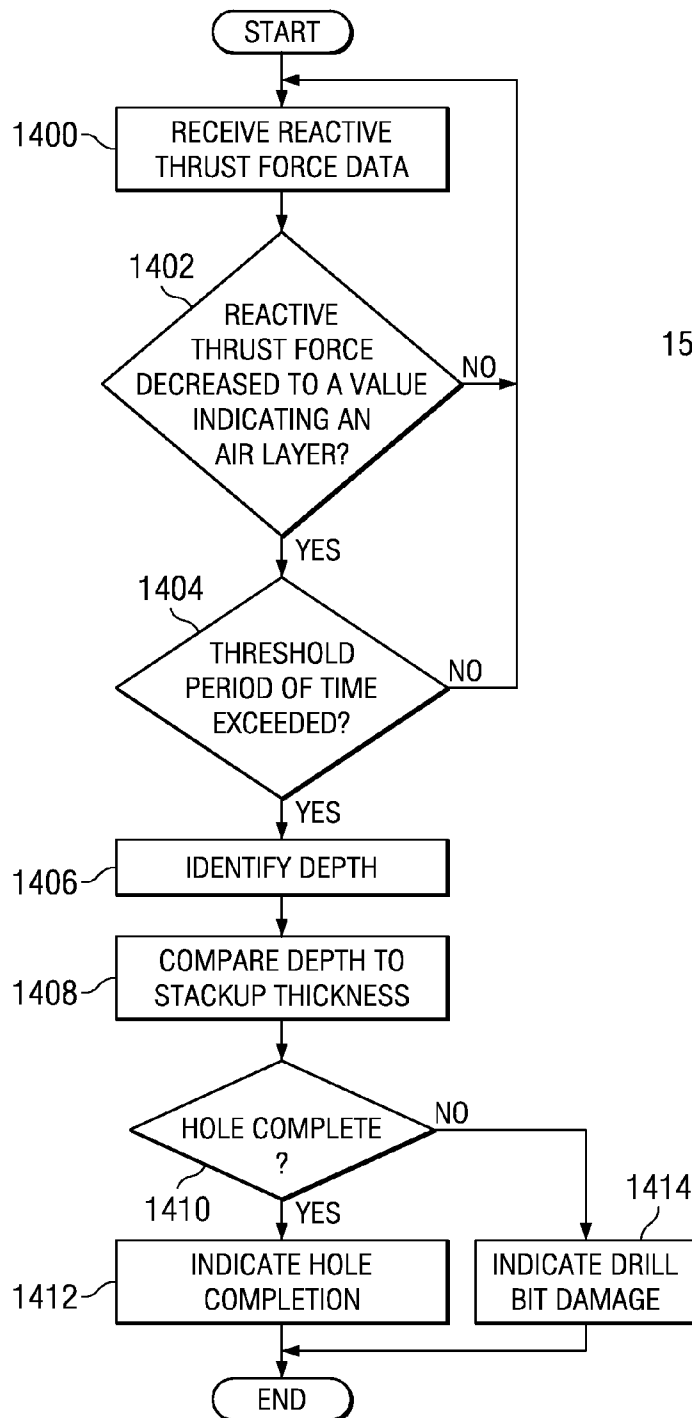 START
1400
RECEIVE REACTIVE
THRUST FORCE DATA
1402
REACTIVE
THRUST FORCE
DECREASED TO A VALUE
INDICATING AN
AIR LAYER?
NO
15
YES
1404
THRESHOLD
PERIOD OF TIME
EXCEEDED?
NO
YES
1406
IDENTIFY DEPTH
1408
COMPARE DEPTH TO
STACKUP THICKNESS
HOLE COMPLETE
?
NO
1410
YES
1414
1412
INDICATE HOLE
COMPLETION
INDICATE DRILL
BIT DAMAGE
END